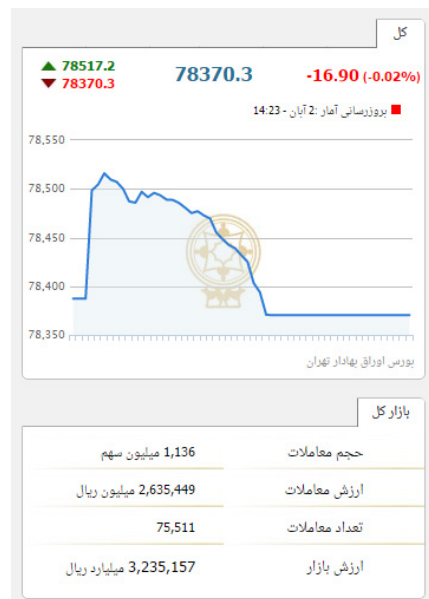 کل
-16.90 (-0.02%) 78370.3 ▲ 78517.2
▼ 78370.3
بروزرسانی آمار :2 آبان - 14:23
78,550
78,500
78,450
78,400
78,350
بورس اوراق بهادار تهران
بازار کل
حجم معاملات 1,136 میلیون سهم
ارزش معاملات 2,635,449 میلیون ریال
تعداد معاملات 75,511
ارزش بازار 3,235,157 میلیارد ریال